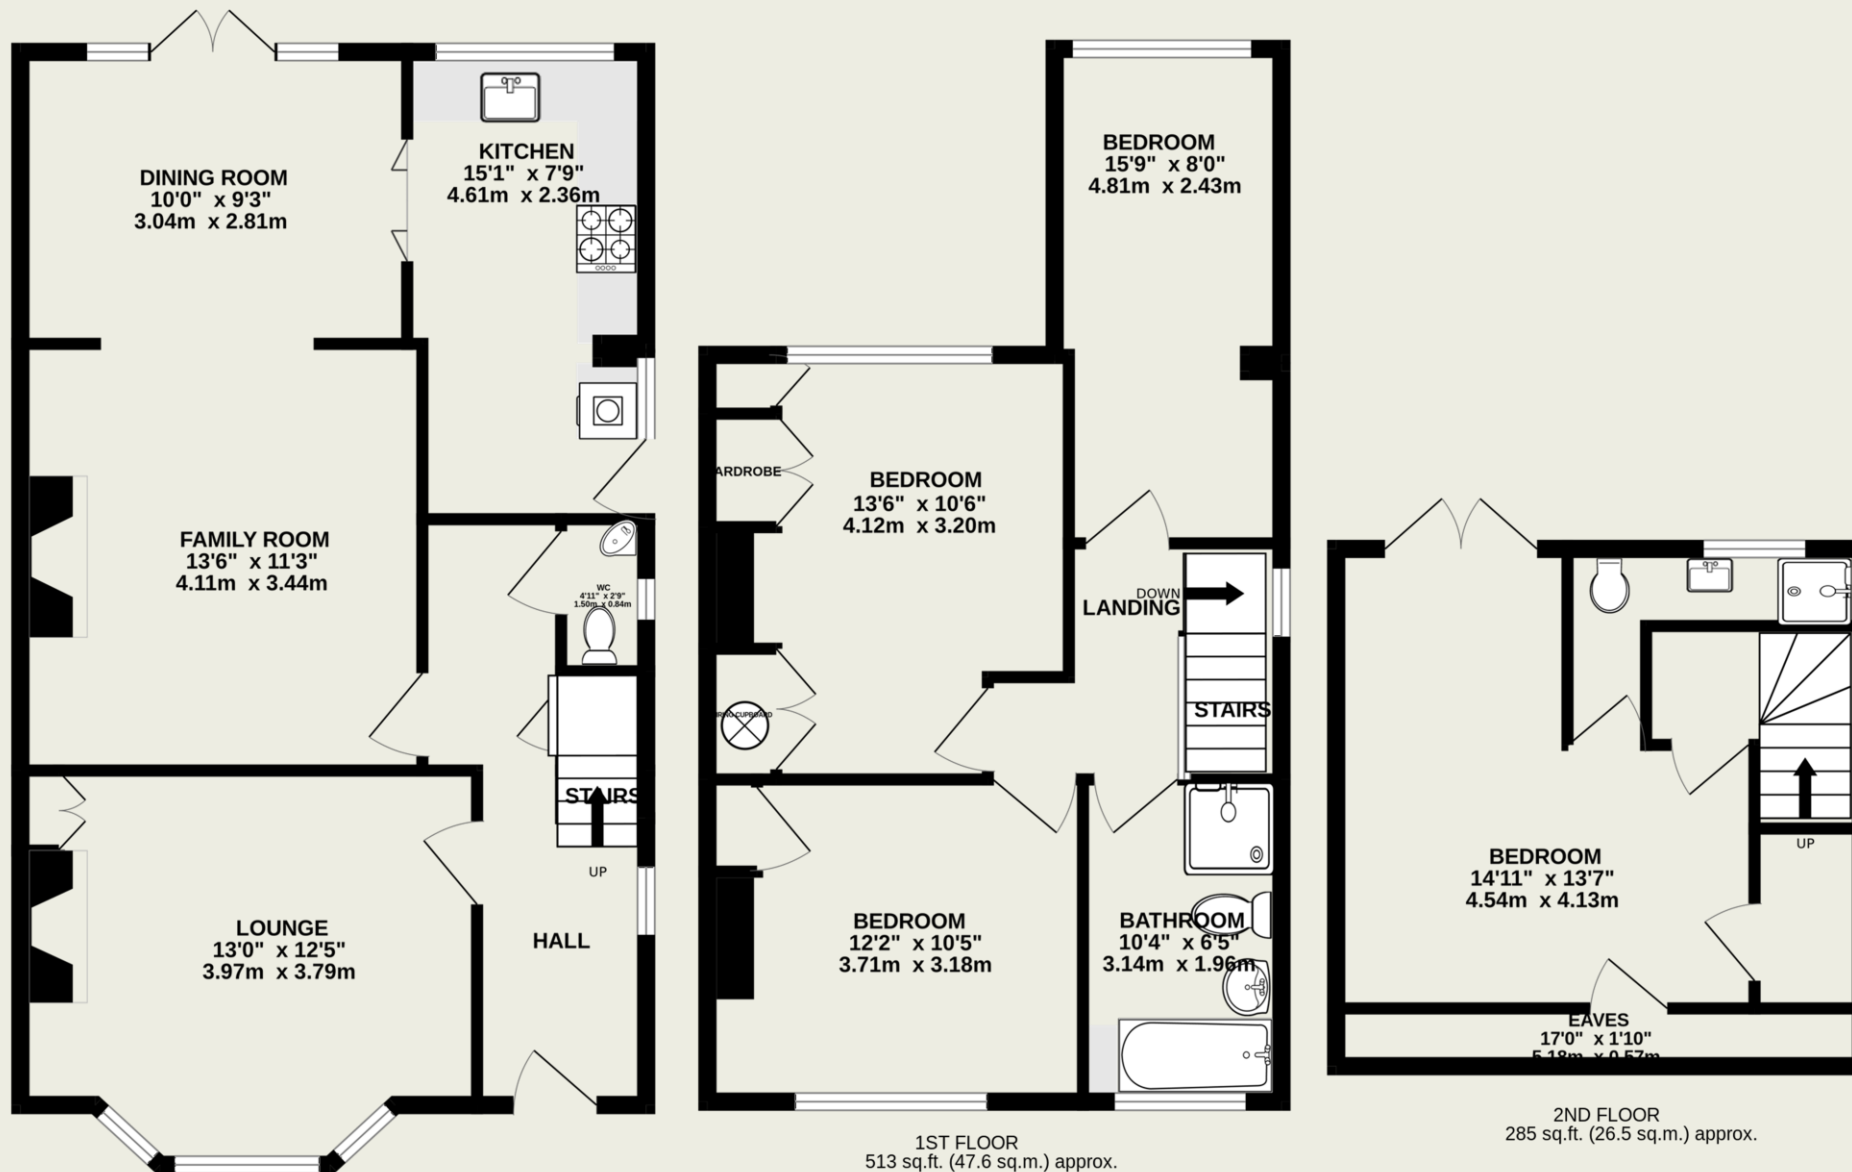 DINING ROOM
10'0" x 9'3"
3.04m x 2.81m
KITCHEN
15'1" x 7'9"
4.61m x 2.36m
FAMILY ROOM
13'6" x 11'3"
4.11m x 3.44m
WC
4'11" x 2'9"
1.50m x 0.84m
STAIRS
UP
LOUNGE
13'0" x 12'5"
3.97m x 3.79m
HALL
BEDROOM
15'9" x 8'0"
4.81m x 2.43m
ARDROBE
BEDROOM
13'6" x 10'6"
4.12m x 3.20m
DOWN
LANDING
STAIRS
CUPBOARD
BEDROOM
12'2" x 10'5"
3.71m x 3.18m
BATHROOM
10'4" x 6'5"
3.14m x 1.96m
1ST FLOOR
513 sq.ft. (47.6 sq.m.) approx.
UP
BEDROOM
14'11" x 13'7"
4.54m x 4.13m
EAVES
17'0" x 1'10"
5.18m x 0.57m
2ND FLOOR
285 sq.ft. (26.5 sq.m.) approx.